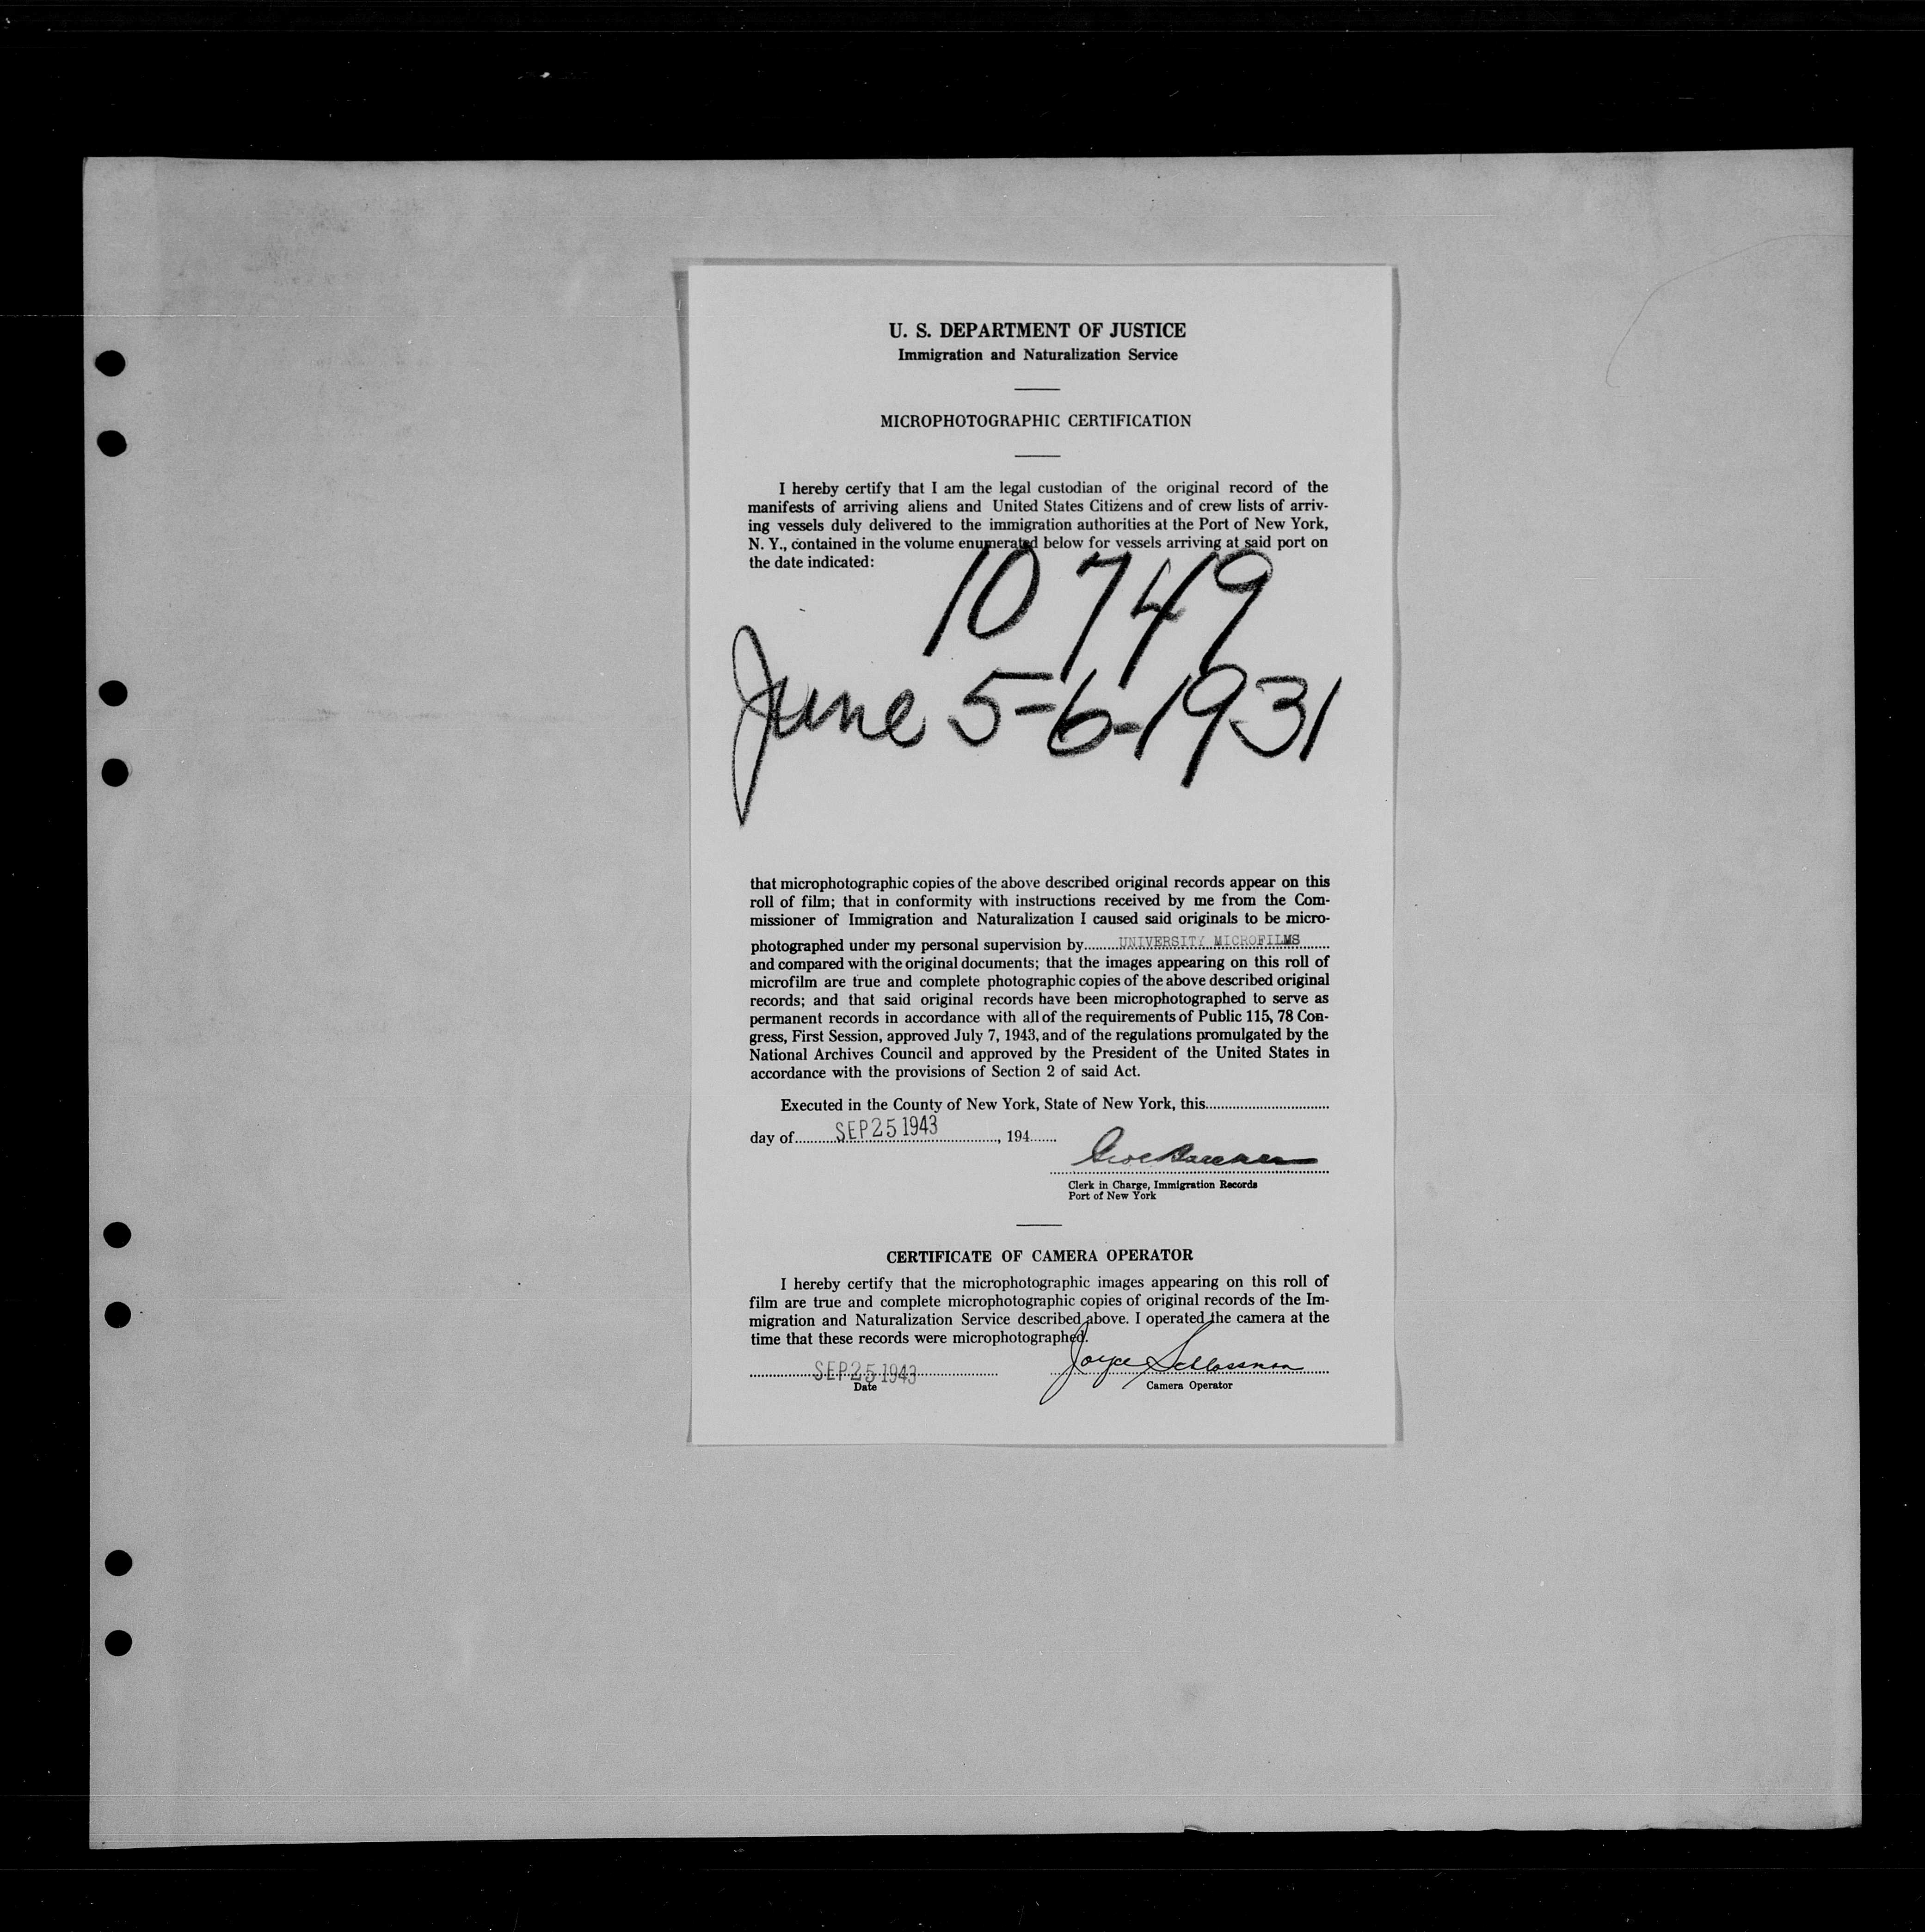 U. S. DEPARTMENT OF JUSTICE
Immigration and Naturalization Service
MICROPHOTOGRAPHIC CERTIFICATION
I hereby certify that I am the legal custodian of the original record of the
manifests of arriving aliens and United States Citizens and of crew lists of arriv-
ing vessels duly delivered to the immigration authorities at the Port of New York,
N. Y., contained in the volume enumerated below for vessels arriving at said port on
the date indicated:
10749
June 5-6-1931
that microphotographic copies of the above described original records appear on this
roll of film; that in conformity with instructions received by me from the Com-
missioner of Immigration and Naturalization I caused said originals to be micro-
photographed under my personal supervision by UNIVERSITY MICROFILMS
and compared with the original documents; that the images appearing on this roll of
microfilm are true and complete photographic copies of the above described original
records; and that said original records have been microphotographed to serve as
permanent records in accordance with all of the requirements of Public 115, 78 Con-
gress, First Session, approved July 7, 1943, and of the regulations promulgated by the
National Archives Council and approved by the President of the United States in
accordance with the provisions of Section 2 of said Act.
Executed in the County of New York, State of New York, this
day of SEP 25 1943, 194
Clerk in Charge, Immigration Records
Port of New York
CERTIFICATE OF CAMERA OPERATOR
I hereby certify that the microphotographic images appearing on this roll of
film are true and complete microphotographic copies of original records of the Im-
migration and Naturalization Service described above. I operated the camera at the
time that these records were microphotographed.
SEP 25 1943 Joyce Schlossman
Date Camera Operator